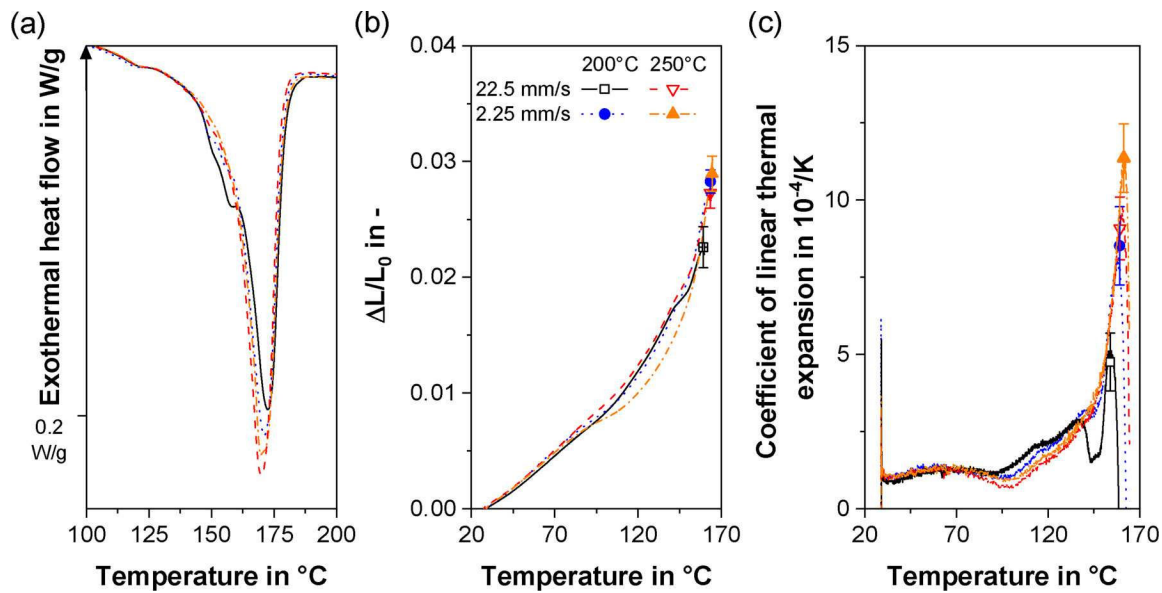 (a)
Exothermal heat flow in W/g
0.2
W/g
100 125 150 175 200
Temperature in °C
(b)
ΔL/L0 in -
0.04
0.03
0.02
0.01
0.00
200°C 250°C
22.5 mm/s
2.25 mm/s
20 70 120 170
Temperature in °C
(c)
Coefficient of linear thermal
expansion in 10-4/K
15
10
5
0
20 70 120 170
Temperature in °C